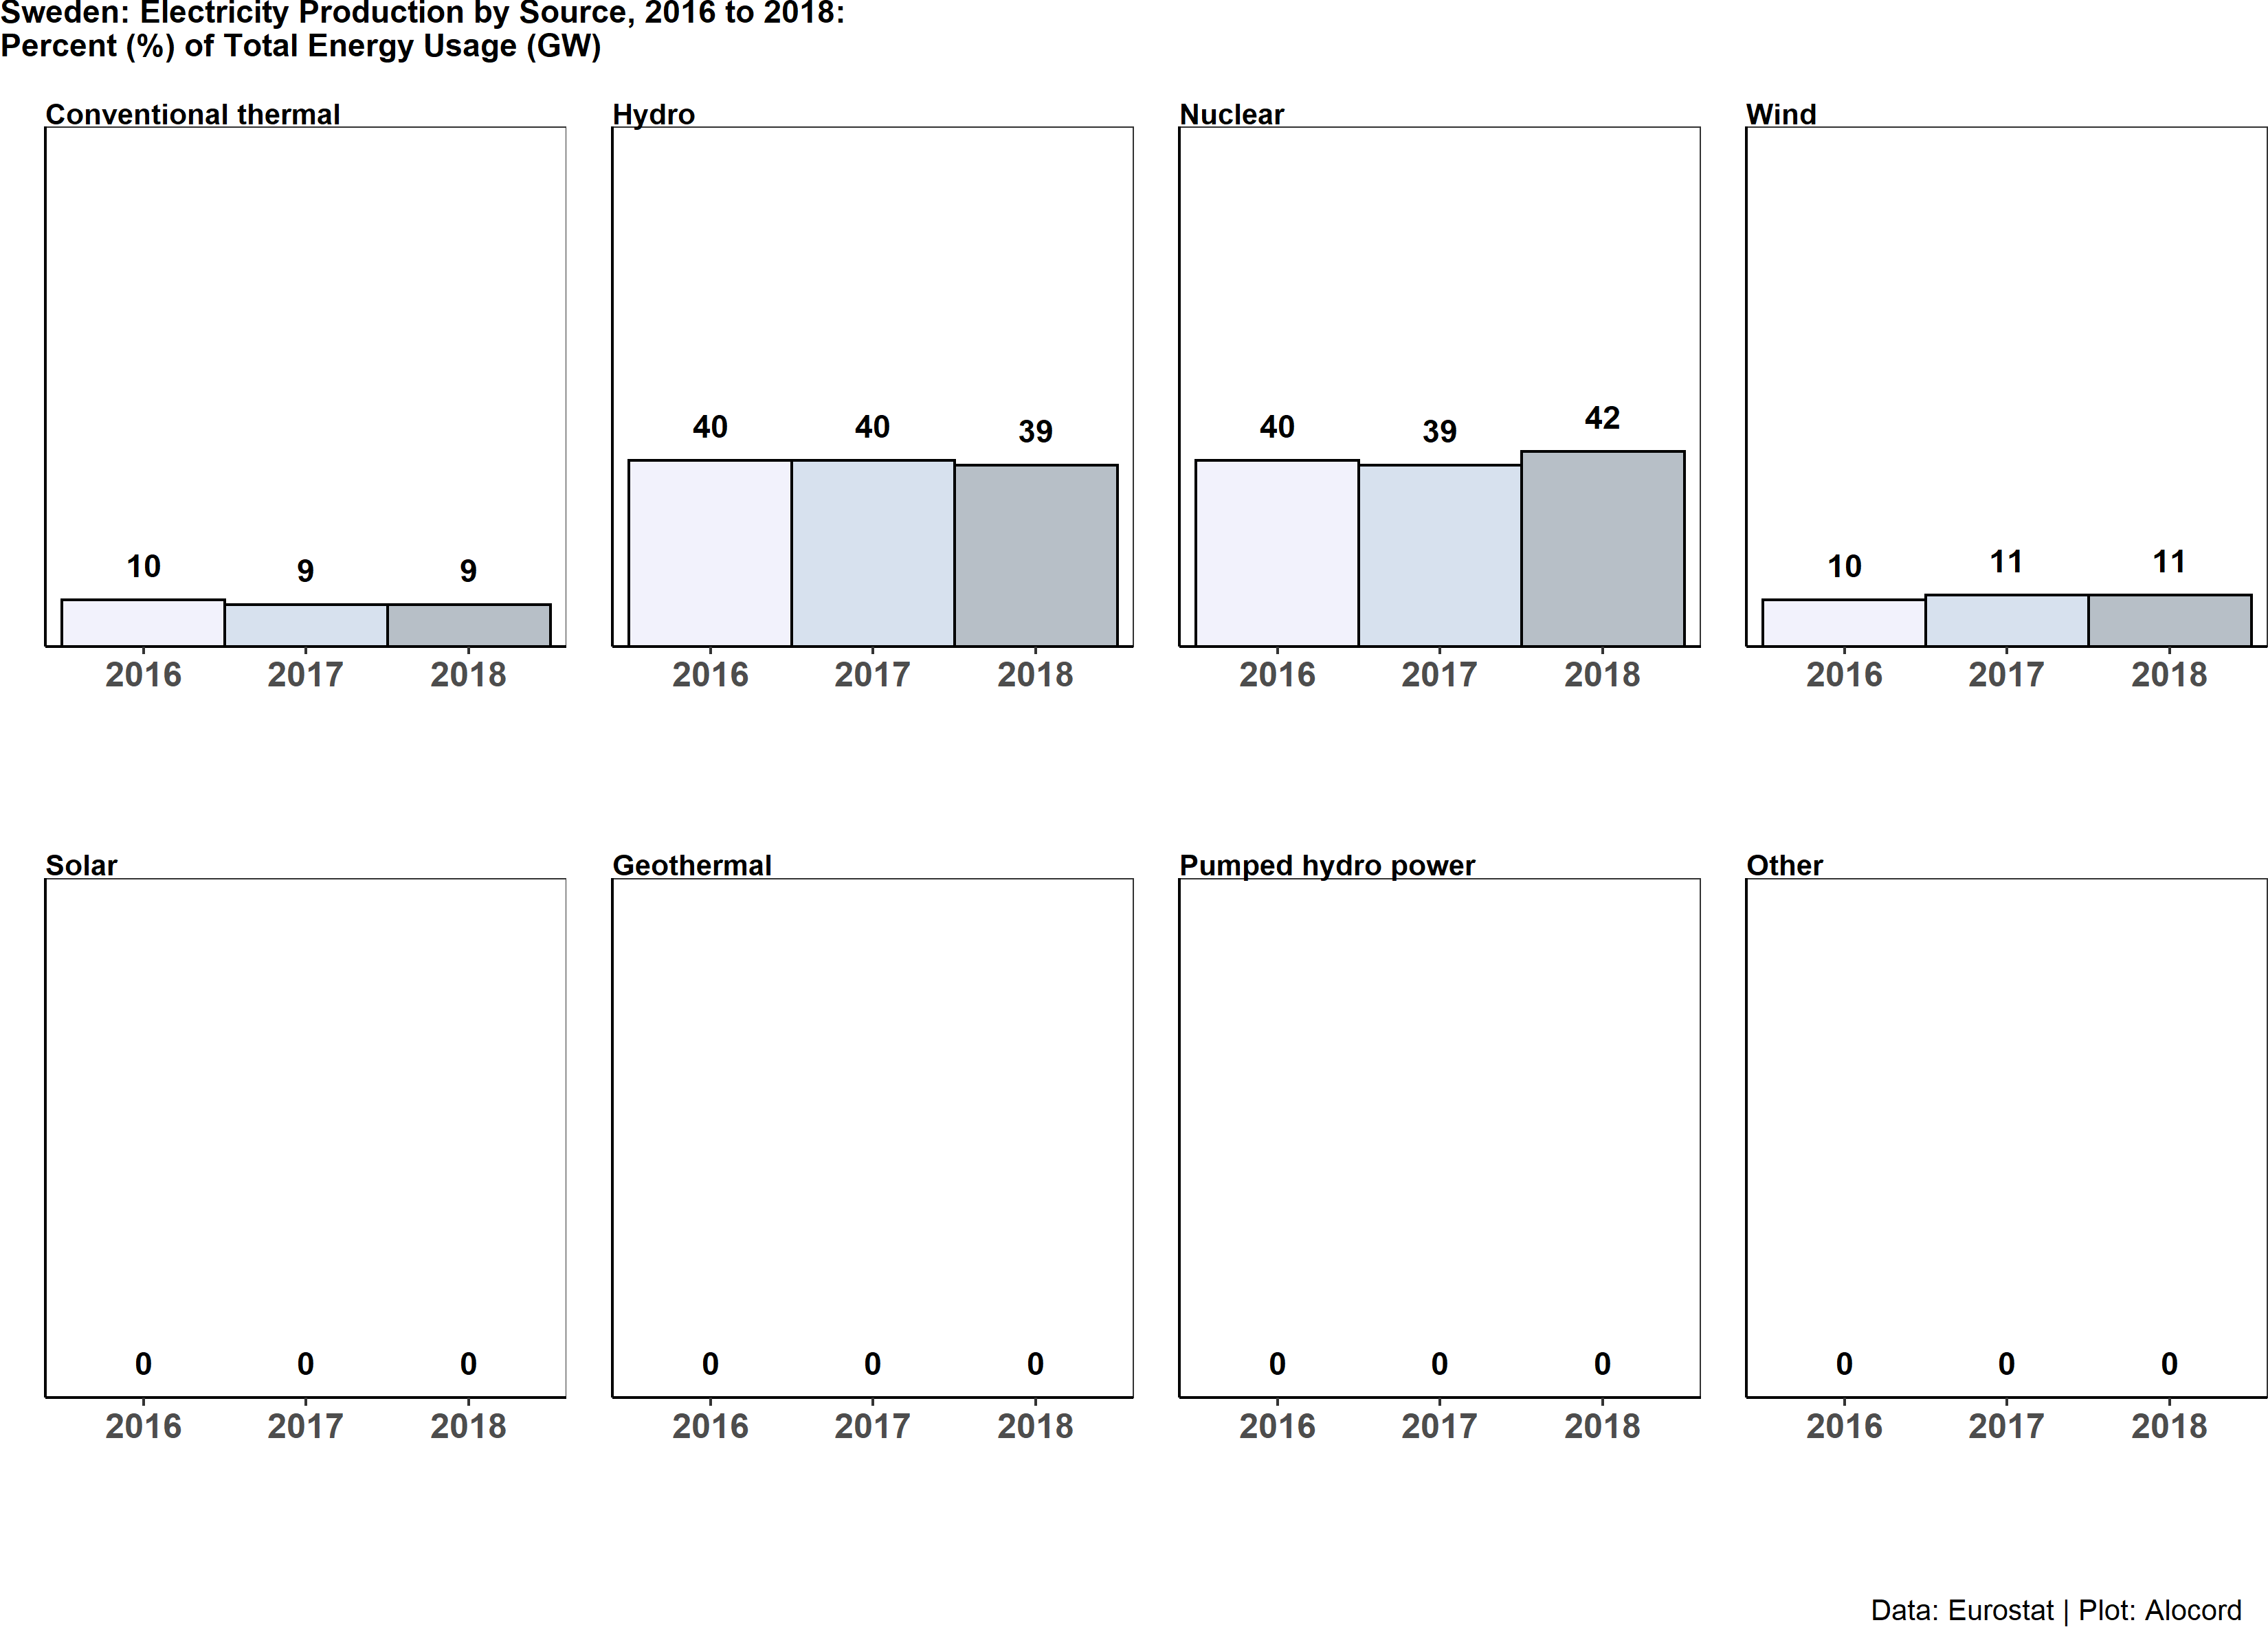 Sweden: Electricity Production by Source, 2016 to 2018:
Percent (%) of Total Energy Usage (GW)
Conventional thermal
10 9 9
2016 2017 2018
Hydro
40 40 39
2016 2017 2018
Nuclear
40 39 42
2016 2017 2018
Wind
10 11 11
2016 2017 2018
Solar
0 0 0
2016 2017 2018
Geothermal
0 0 0
2016 2017 2018
Pumped hydro power
0 0 0
2016 2017 2018
Other
0 0 0
2016 2017 2018
Data: Eurostat | Plot: Alocord